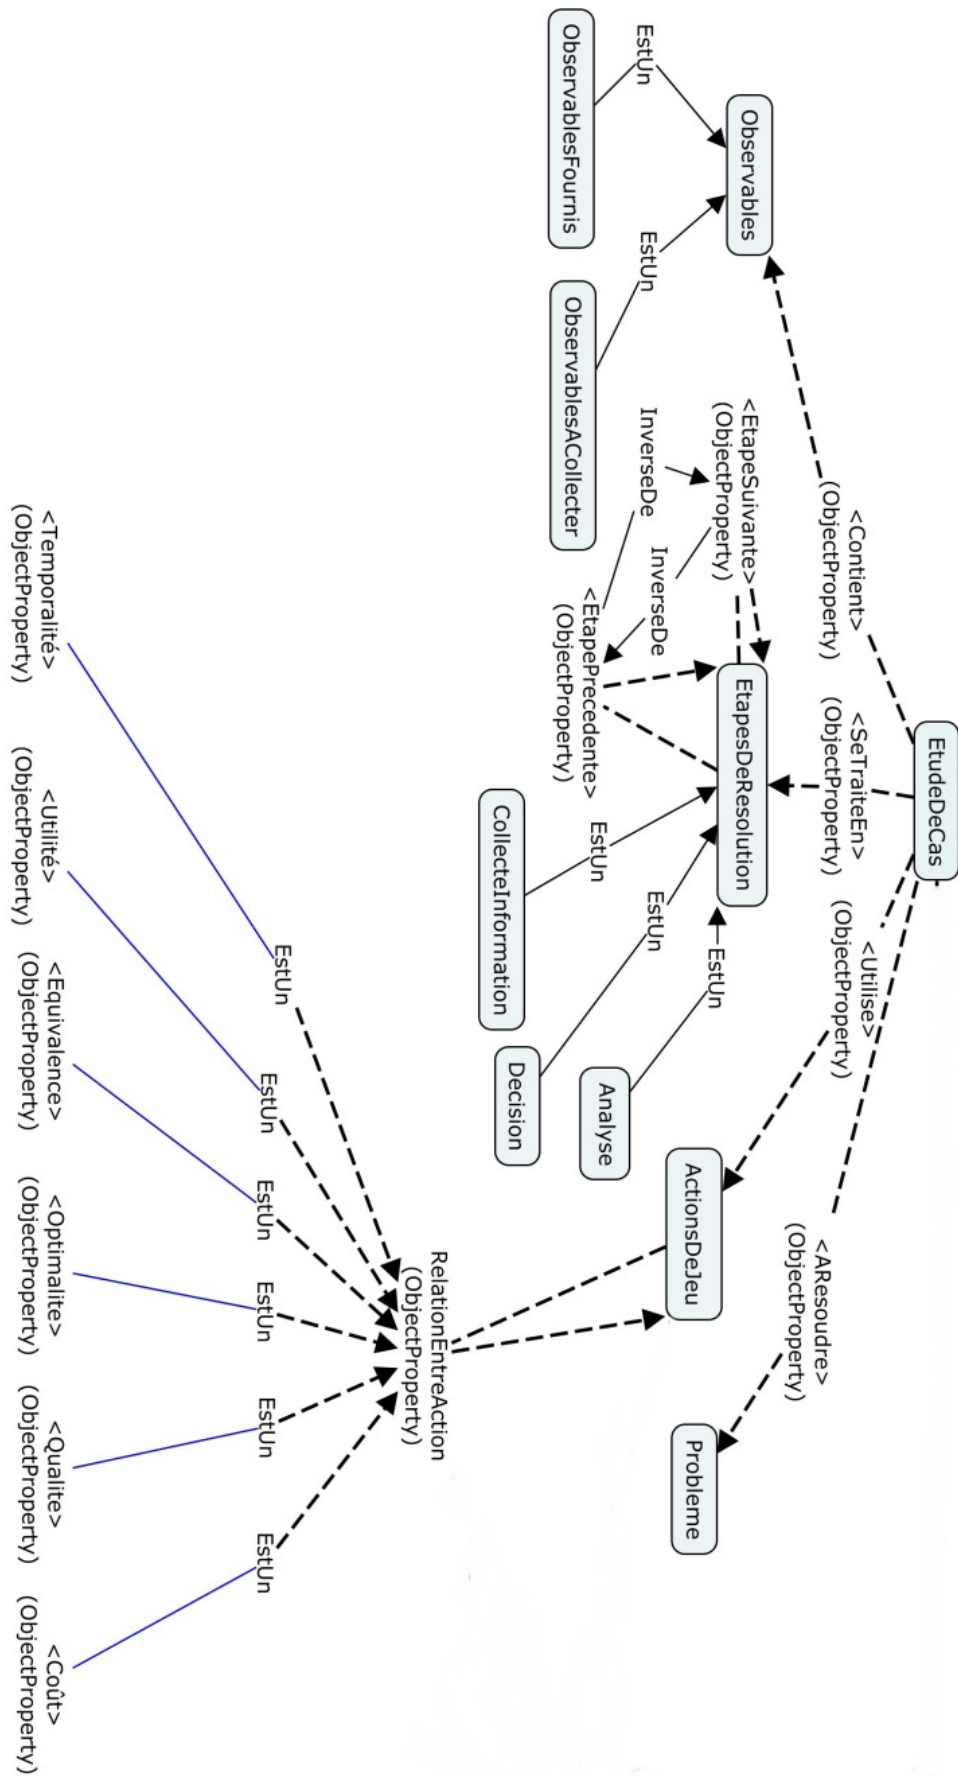 EtudeDeCas
<Contient>
(ObjectProperty)
<SeTraiteEn>
(ObjectProperty)
<Utilise>
(ObjectProperty)
<AResoudre>
(ObjectProperty)
Observables
<EtapeSuivante>
(ObjectProperty)
EtapesDeResolution
ActionsDeJeu
Probleme
EstUn
EstUn
InverseDe
InverseDe
EstUn
EstUn
EstUn
ObservablesFournis
ObservablesACollecter
<EtapePrecedente>
(ObjectProperty)
CollecteInformation
Decision
Analyse
RelationEntreAction
(ObjectProperty)
EstUn
EstUn
EstUn
EstUn
EstUn
EstUn
<Temporalité>
(ObjectProperty)
<Utilité>
(ObjectProperty)
<Equivalence>
(ObjectProperty)
<Optimalite>
(ObjectProperty)
<Qualite>
(ObjectProperty)
<Coût>
(ObjectProperty)